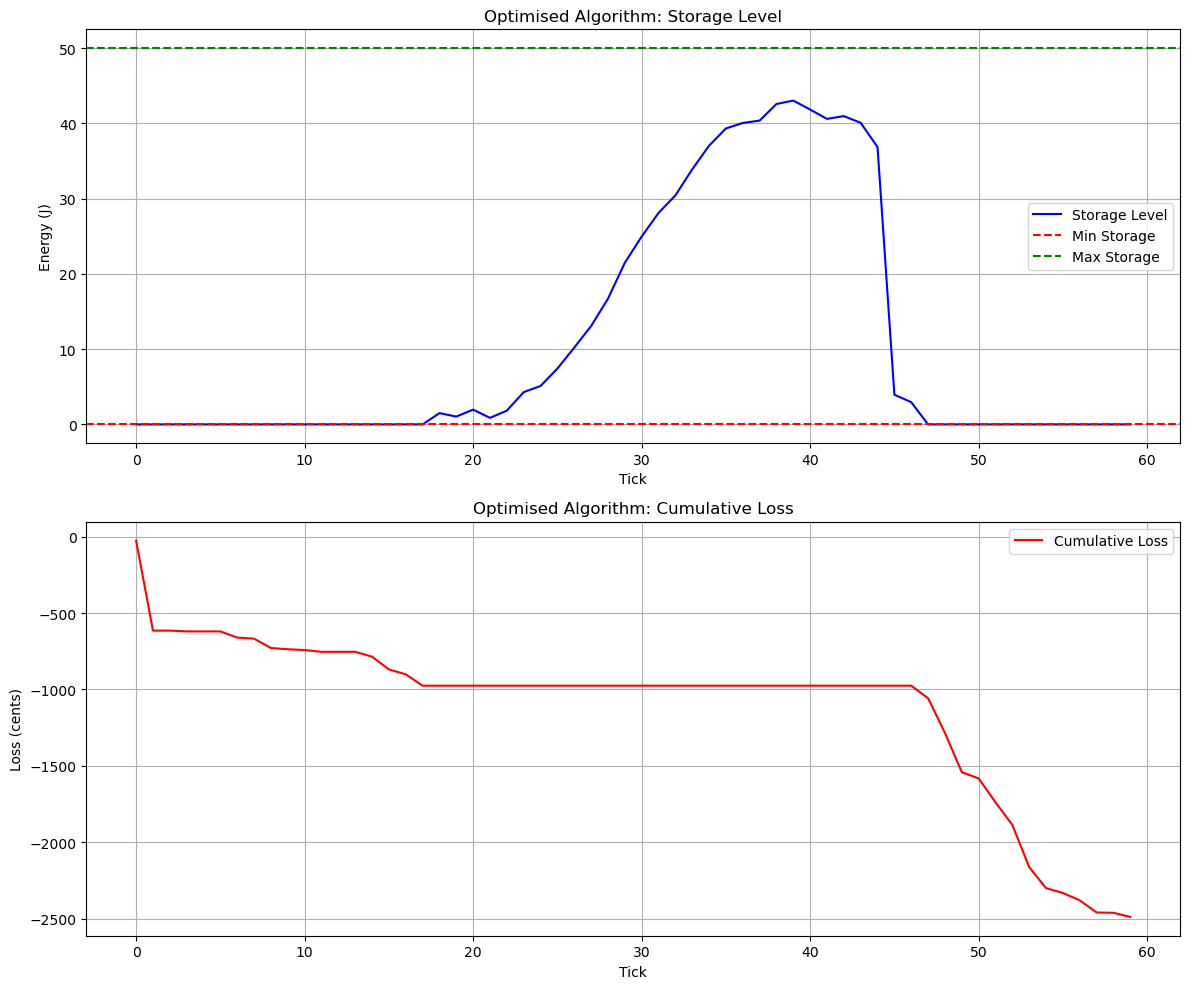 Optimised Algorithm: Storage Level
Energy (J)
50
40
30
20
10
0
Storage Level
Min Storage
Max Storage
0 10 20 30 40 50 60
Tick
Optimised Algorithm: Cumulative Loss
Loss (cents)
0
−500
−1000
−1500
−2000
−2500
Cumulative Loss
0 10 20 30 40 50 60
Tick